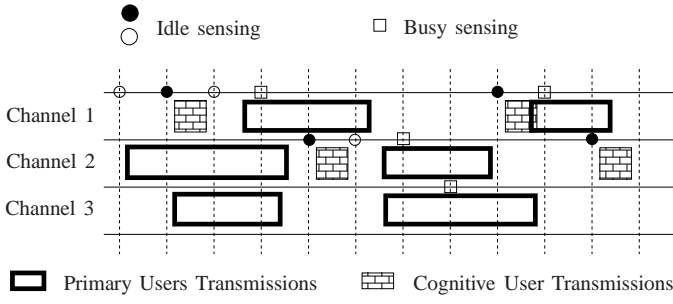 Idle sensing
Busy sensing
Channel 1
Channel 2
Channel 3
Primary Users Transmissions
Cognitive User Transmissions